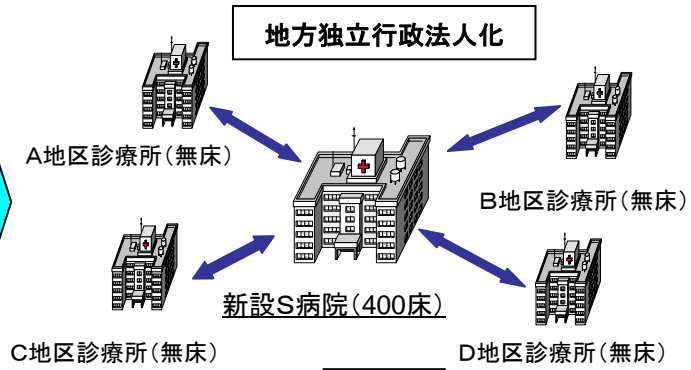 地方独立行政法人化
A地区診療所（無床）
B地区診療所（無床）
新設S病院（400床）
C地区診療所（無床）
D地区診療所（無床）